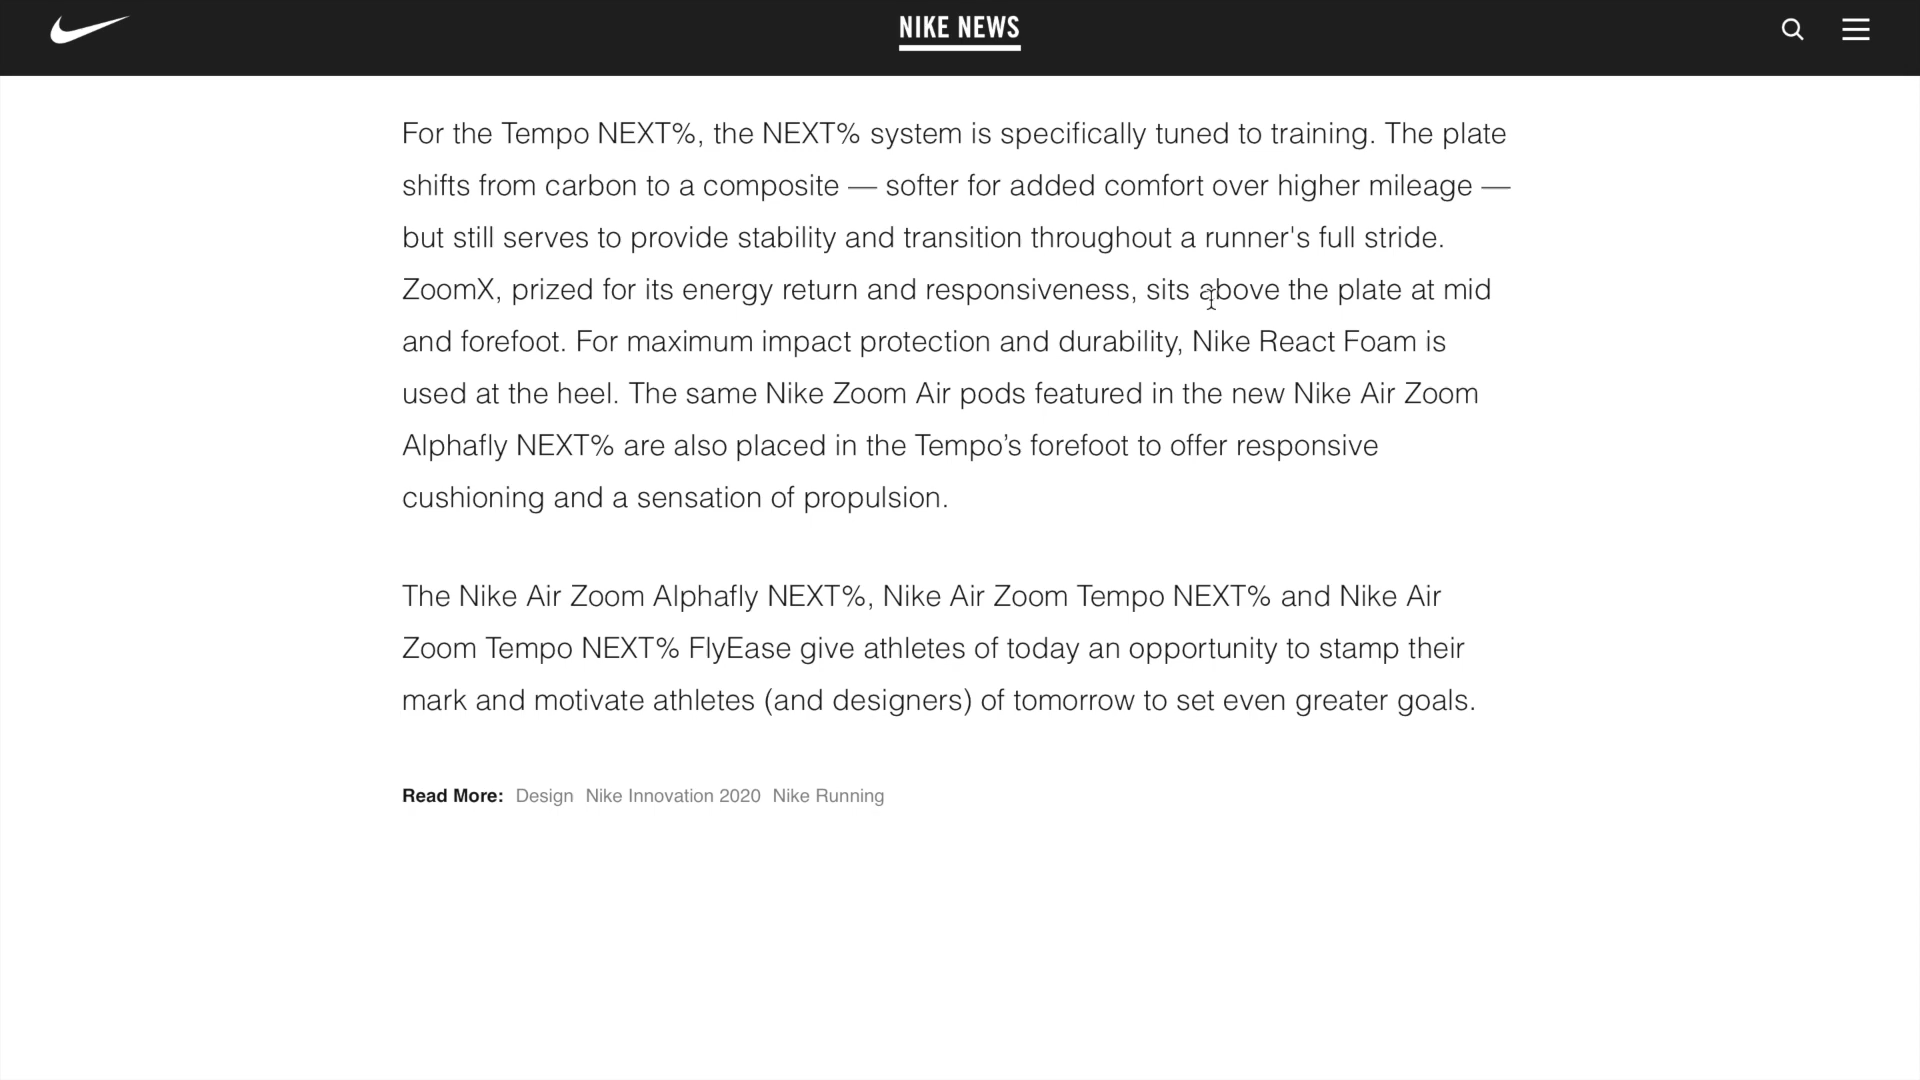 NIKE NEWS
For the Tempo NEXT%, the NEXT% system is specifically tuned to training. The plate
shifts from carbon to a composite — softer for added comfort over higher mileage —
but still serves to provide stability and transition throughout a runner's full stride.
ZoomX, prized for its energy return and responsiveness, sits above the plate at mid
and forefoot. For maximum impact protection and durability, Nike React Foam is
used at the heel. The same Nike Zoom Air pods featured in the new Nike Air Zoom
Alphafly NEXT% are also placed in the Tempo’s forefoot to offer responsive
cushioning and a sensation of propulsion.
The Nike Air Zoom Alphafly NEXT%, Nike Air Zoom Tempo NEXT% and Nike Air
Zoom Tempo NEXT% FlyEase give athletes of today an opportunity to stamp their
mark and motivate athletes (and designers) of tomorrow to set even greater goals.
Read More: Design Nike Innovation 2020 Nike Running